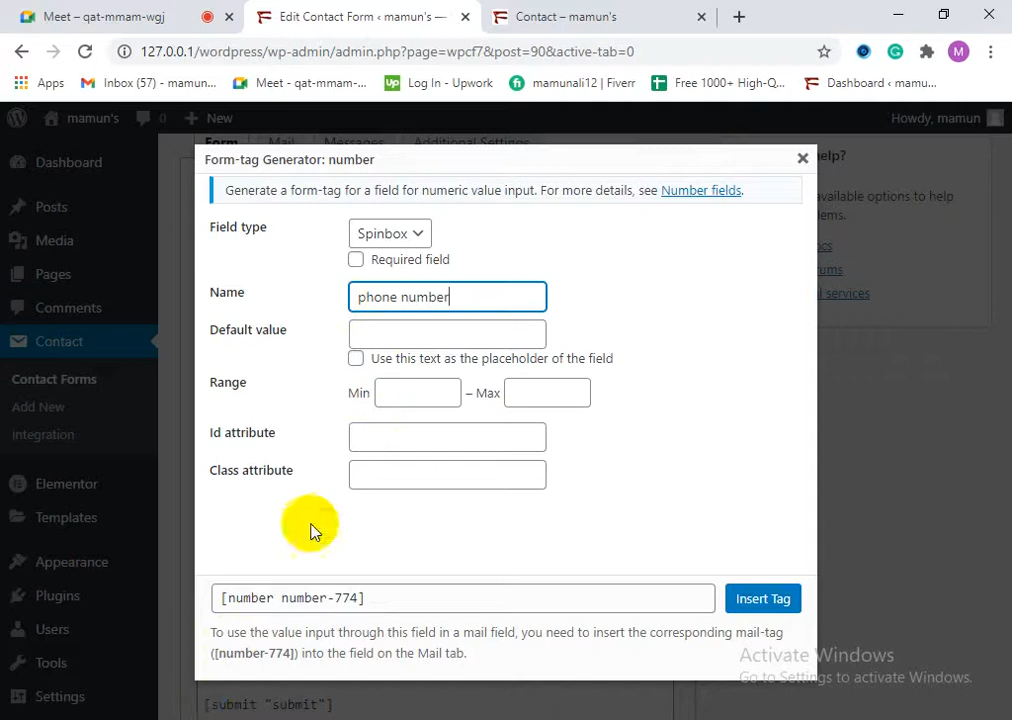 Meet – qat-mmam-wgj
Edit Contact Form ‹ mamun's —
Contact – mamun's
127.0.0.1/wordpress/wp-admin/admin.php?page=wpcf7&post=90&active-tab=0
M
Apps
Inbox (57) - mamun...
Meet - qat-mmam-...
Log In - Upwork
mamunali12 | Fiverr
Free 1000+ High-Q...
Dashboard ‹ mamu...
mamun's
0
New
Howdy, mamun
Dashboard
Posts
Media
Pages
Comments
Contact
Contact Forms
Add New
Integration
Elementor
Templates
Appearance
Plugins
Users
Tools
Settings
Form
Mail
Messages
Additional Settings
help?
available options to help
l services
Form-tag Generator: number
Generate a form-tag for a field for numeric value input. For more details, see Number fields.
Field type
Spinbox
Required field
Name
phone number
Default value
Use this text as the placeholder of the field
Range
Min
– Max
Id attribute
Class attribute
[number number-774]
Insert Tag
To use the value input through this field in a mail field, you need to insert the corresponding mail-tag
([number-774]) into the field on the Mail tab.
[submit "submit"]
Activate Windows
Go to Settings to activate Windows.